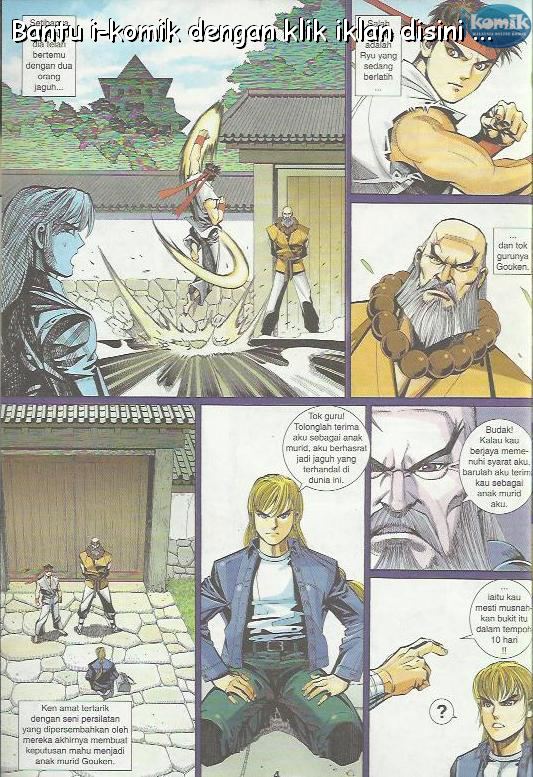 Bantu i-komik dengan klik iklan disini ...
komik
dia telah
bertemu
dengan dua
orang
jaguh...
Salah
adalah
Ryu yang
sedang
berlatih
...
...
dan tok
gurunya
Gouken.
Tok guru!
Tolonglah terima
aku sebagai anak
murid, aku berhasrat
jadi jaguh yang
terhandal di
dunia ini.
Budak!
Kalau kau
berjaya meme-
nuhi syarat aku,
barulah aku terima
kau sebagai
anak murid
aku.
...
iaitu kau
mesti musnah-
kan bukit itu
dalam tempoh
10 hari
!!
?
Ken amat tertarik
dengan seni persilatan
yang dipersembahkan oleh
mereka akhirnya membuat
keputusan mahu menjadi
anak murid Gouken.
4